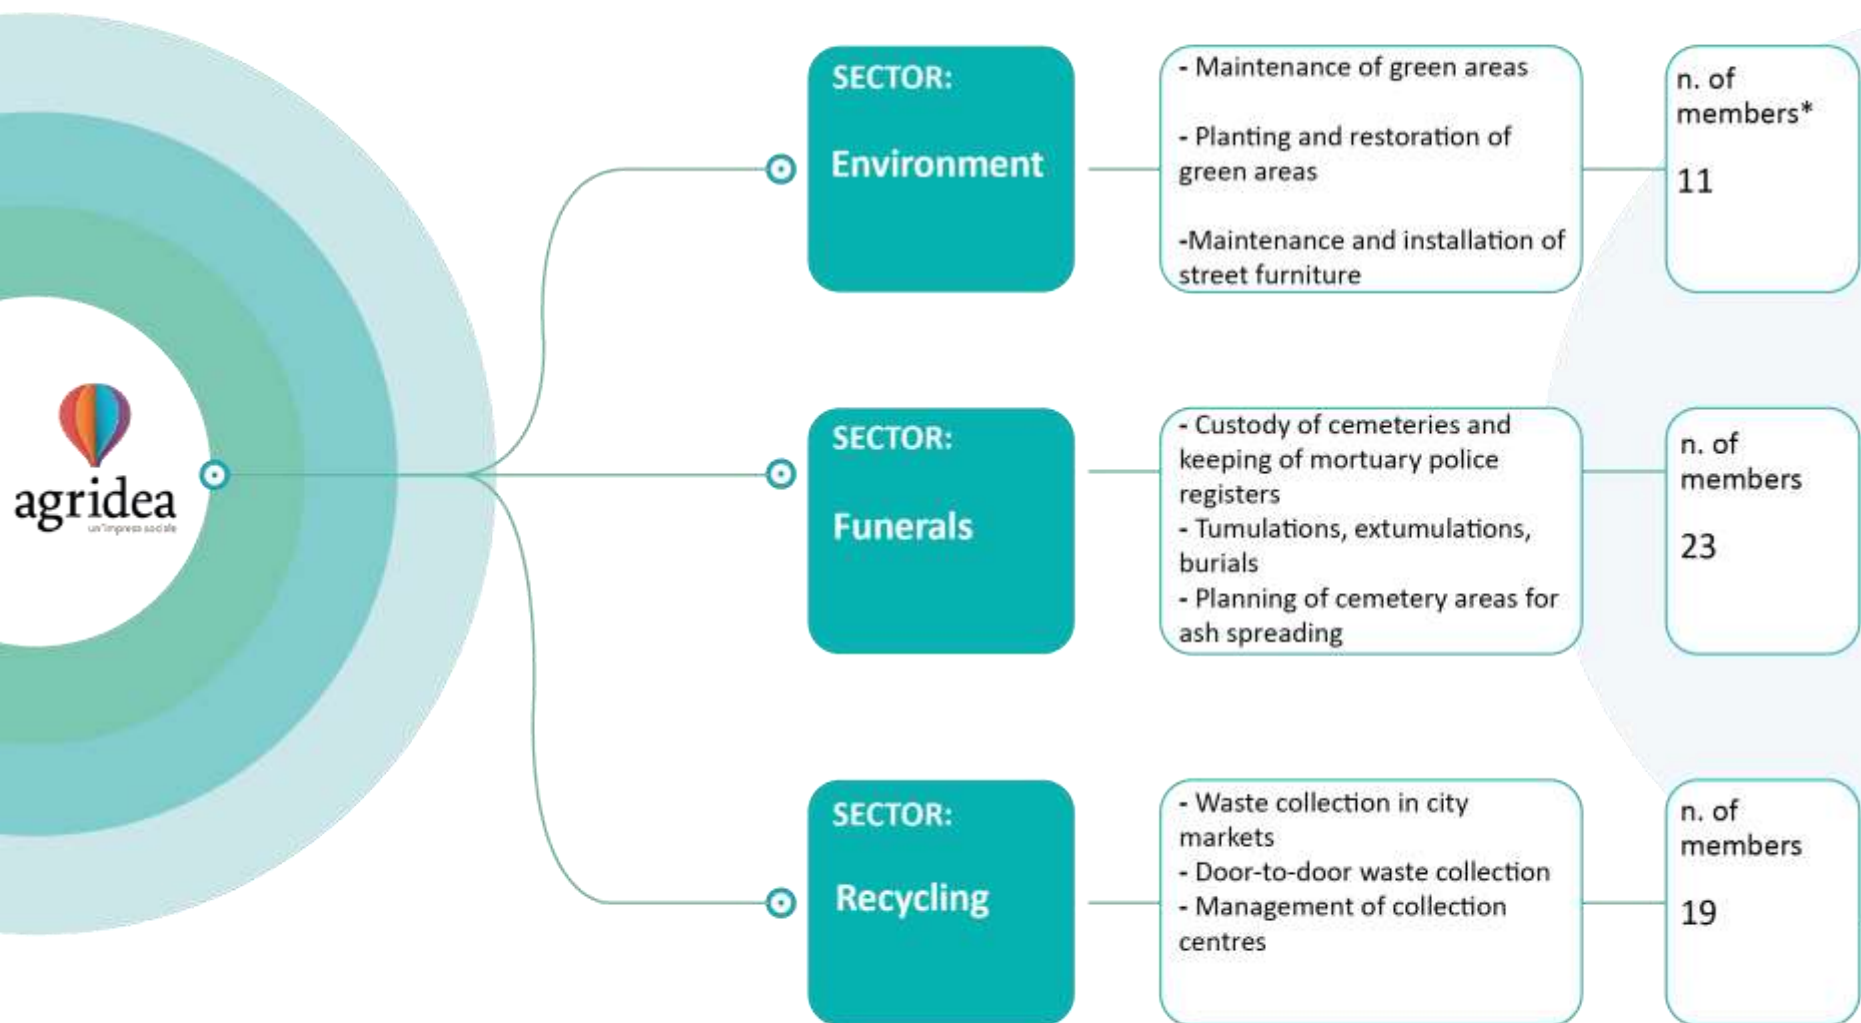 agridea
un'impresa sociale
SECTOR:
Environment
- Maintenance of green areas
- Planting and restoration of
green areas
-Maintenance and installation of
street furniture
n. of
members*
11
SECTOR:
Funerals
- Custody of cemeteries and
keeping of mortuary police
registers
- Tumulations, extumulations,
burials
- Planning of cemetery areas for
ash spreading
n. of
members
23
SECTOR:
Recycling
- Waste collection in city
markets
- Door-to-door waste collection
- Management of collection
centres
n. of
members
19